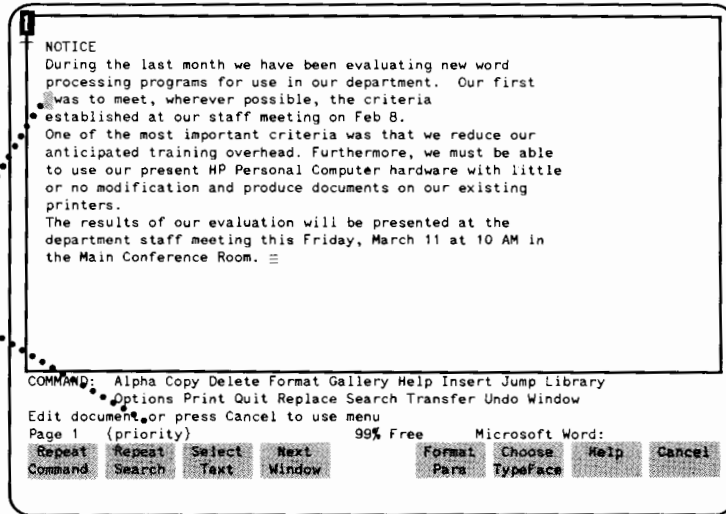 1
NOTICE
During the last month we have been evaluating new word
processing programs for use in our department. Our first
was to meet, wherever possible, the criteria
established at our staff meeting on Feb 8.
One of the most important criteria was that we reduce our
anticipated training overhead. Furthermore, we must be able
to use our present HP Personal Computer hardware with little
or no modification and produce documents on our existing
printers.
The results of our evaluation will be presented at the
department staff meeting this Friday, March 11 at 10 AM in
the Main Conference Room.
COMMAND: Alpha Copy Delete Format Gallery Help Insert Jump Library
Options Print Quit Replace Search Transfer Undo Window
Edit document or press Cancel to use menu
Page 1 {priority} 99% Free Microsoft Word:
Repeat Repeat Select Next Format Choose Help Cancel
Command Search Text Window Para TypeFace